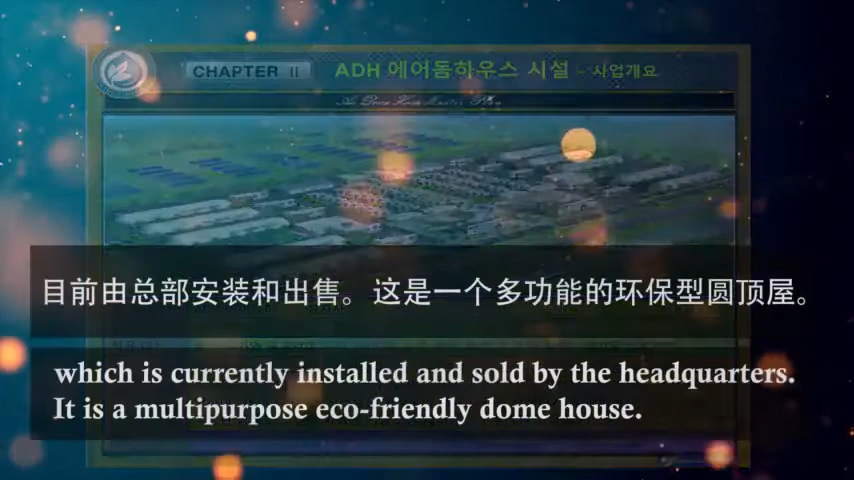 CHAPTER II
ADH 에어돔하우스 시설 - 사업개요
目前由总部安装和出售。这是一个多功能的环保型圆顶屋。
which is currently installed and sold by the headquarters.
It is a multipurpose eco-friendly dome house.